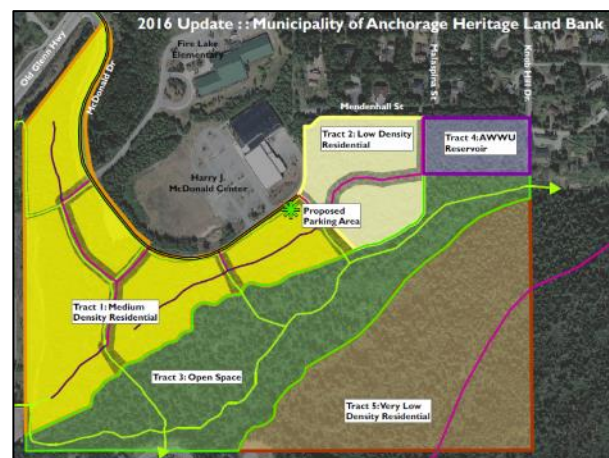 2016 Update :: Municipality of Anchorage Heritage Land Bank
Old Glenn Hwy
McDonald Dr
Fire Lake
Elementary
Malaspina St
Knob Hill Dr
Mendenhall St
Tract 2: Low Density
Residential
Tract 4: AWWU
Reservoir
Harry J.
McDonald Center
Proposed
Parking Area
Tract 1: Medium
Density Residential
Tract 3: Open Space
Tract 5: Very Low
Density Residential